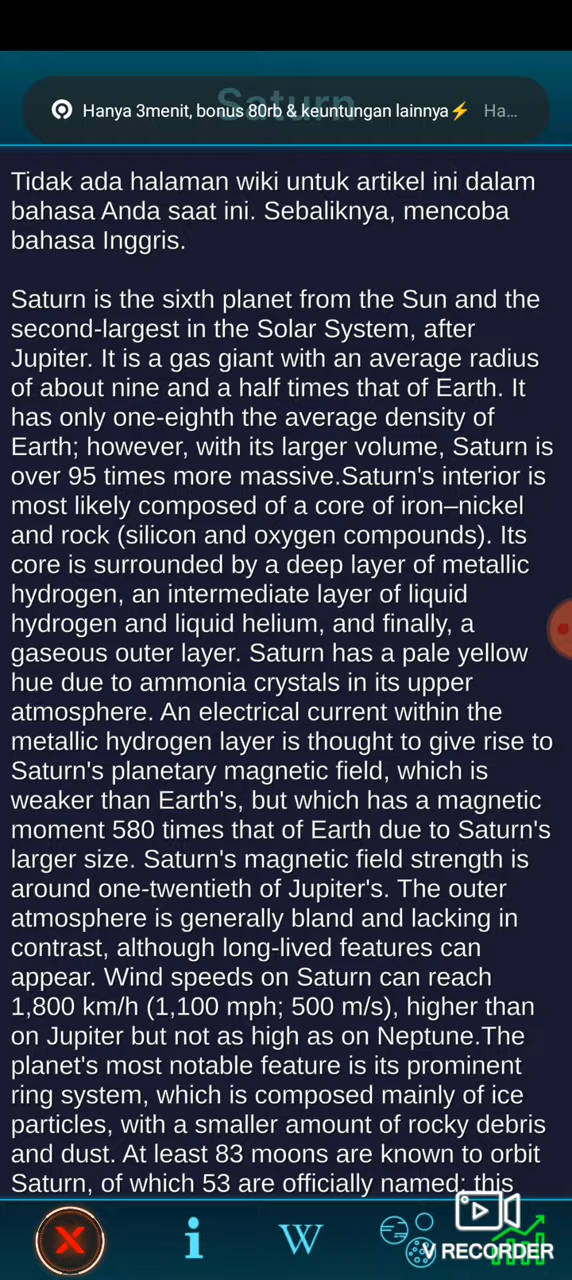 Saturn
Hanya 3menit, bonus 80rb & keuntungan lainnya⚡ Ha...
Tidak ada halaman wiki untuk artikel ini dalam
bahasa Anda saat ini. Sebaliknya, mencoba
bahasa Inggris.
Saturn is the sixth planet from the Sun and the
second-largest in the Solar System, after
Jupiter. It is a gas giant with an average radius
of about nine and a half times that of Earth. It
has only one-eighth the average density of
Earth; however, with its larger volume, Saturn is
over 95 times more massive.Saturn's interior is
most likely composed of a core of iron–nickel
and rock (silicon and oxygen compounds). Its
core is surrounded by a deep layer of metallic
hydrogen, an intermediate layer of liquid
hydrogen and liquid helium, and finally, a
gaseous outer layer. Saturn has a pale yellow
hue due to ammonia crystals in its upper
atmosphere. An electrical current within the
metallic hydrogen layer is thought to give rise to
Saturn's planetary magnetic field, which is
weaker than Earth's, but which has a magnetic
moment 580 times that of Earth due to Saturn's
larger size. Saturn's magnetic field strength is
around one-twentieth of Jupiter's. The outer
atmosphere is generally bland and lacking in
contrast, although long-lived features can
appear. Wind speeds on Saturn can reach
1,800 km/h (1,100 mph; 500 m/s), higher than
on Jupiter but not as high as on Neptune.The
planet's most notable feature is its prominent
ring system, which is composed mainly of ice
particles, with a smaller amount of rocky debris
and dust. At least 83 moons are known to orbit
Saturn, of which 53 are officially named; this
X i W
V RECORDER